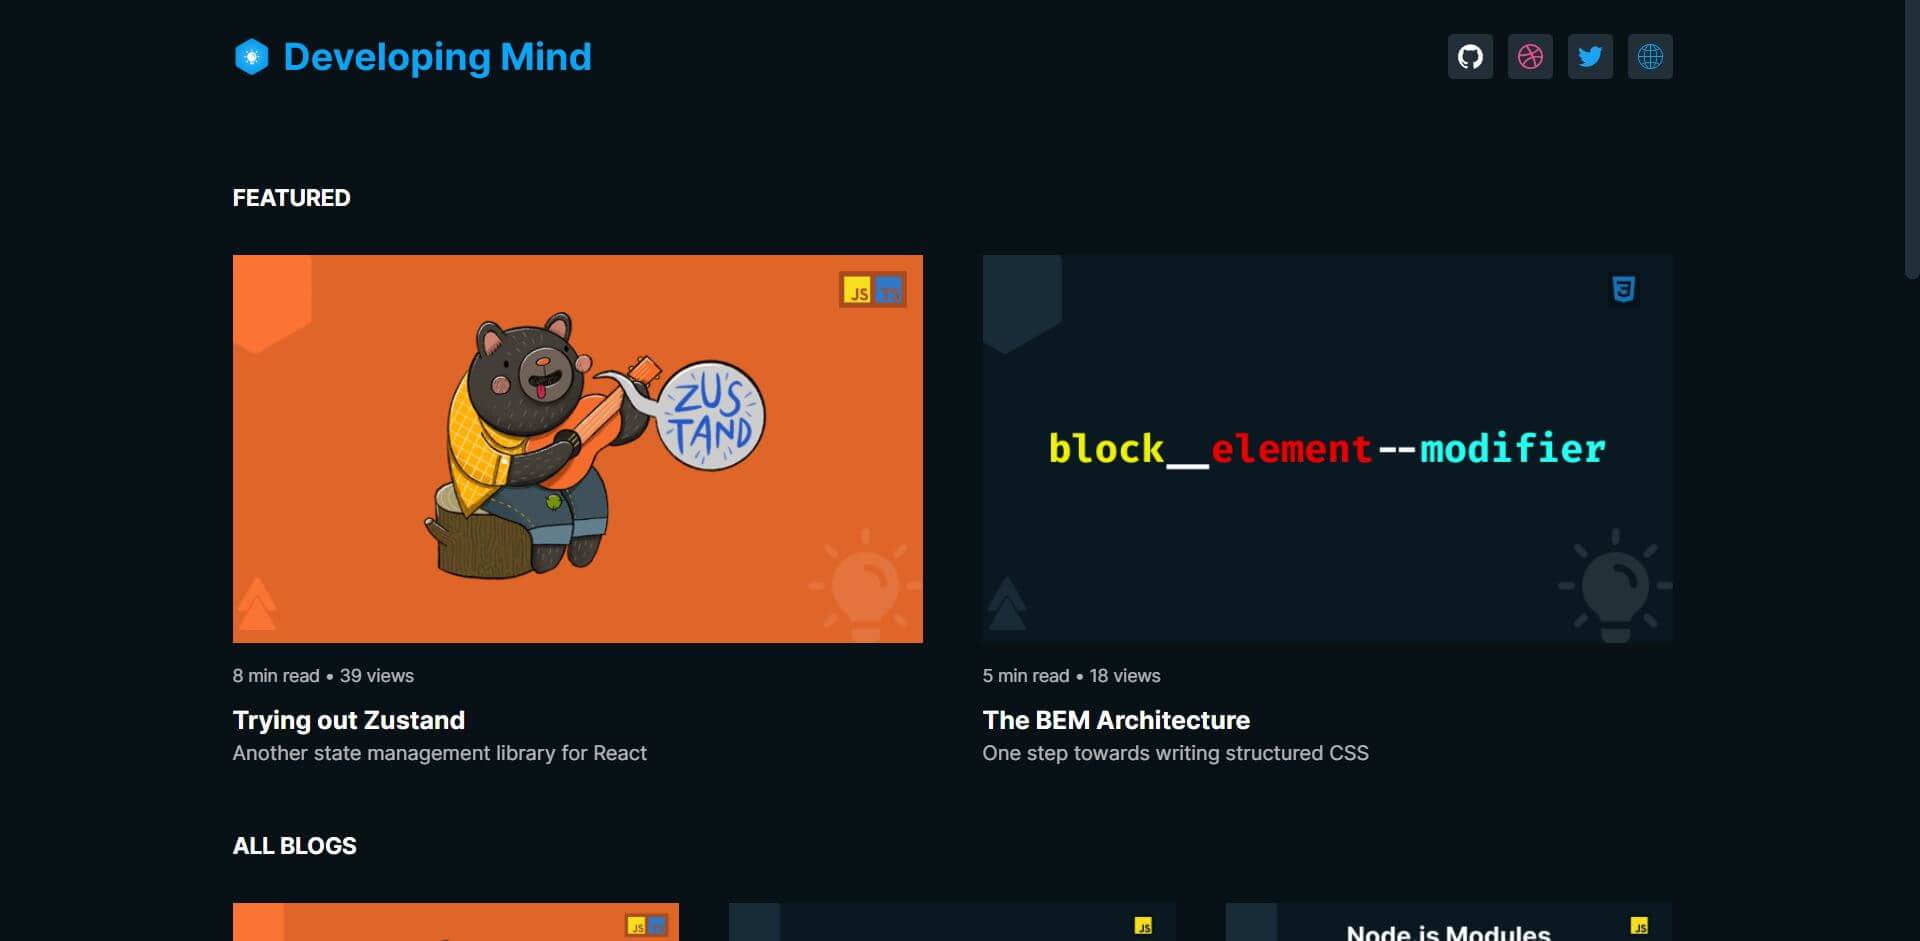 Developing Mind
FEATURED
JS TS
ZUS
TAND
3
block__element--modifier
8 min read • 39 views
5 min read • 18 views
Trying out Zustand
The BEM Architecture
Another state management library for React
One step towards writing structured CSS
ALL BLOGS
JS
JS
Node.js Modules
JS